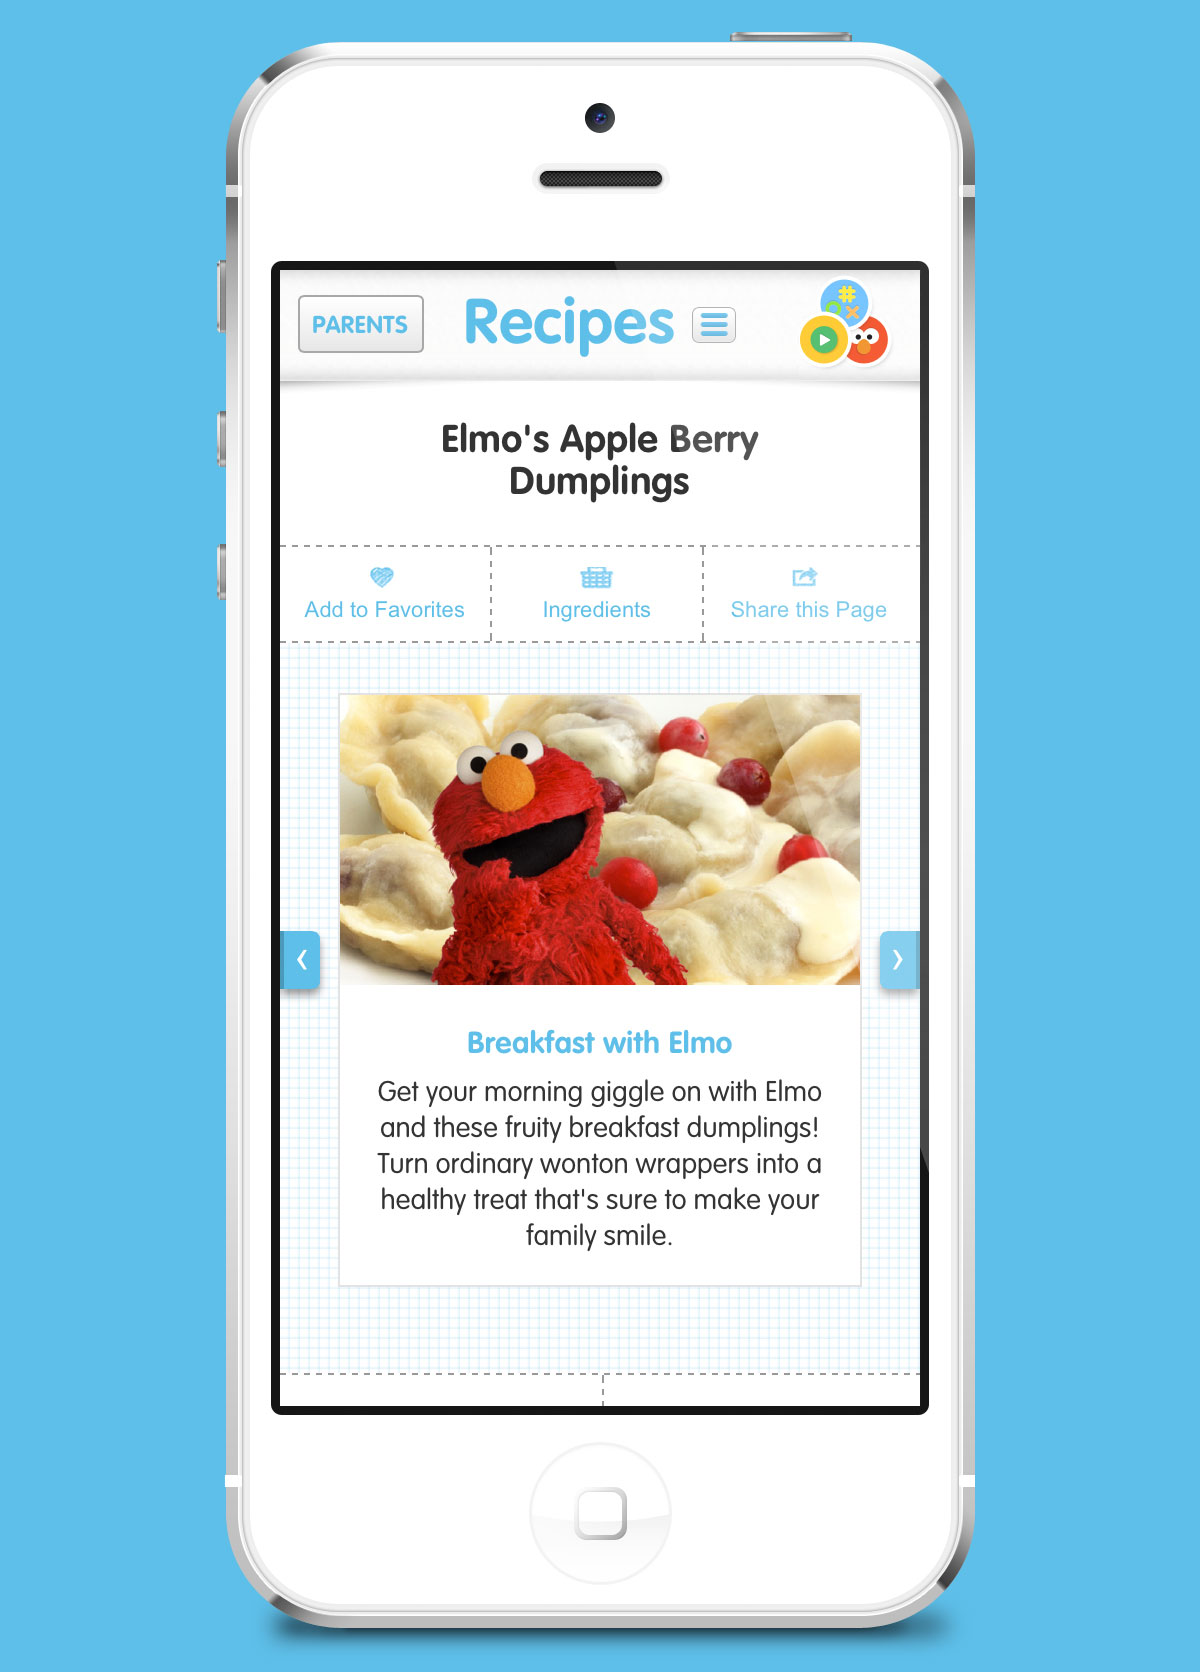 PARENTS
Recipes
Elmo's Apple Berry
Dumplings
Add to Favorites
Ingredients
Share this Page
Breakfast with Elmo
Get your morning giggle on with Elmo
and these fruity breakfast dumplings!
Turn ordinary wonton wrappers into a
healthy treat that's sure to make your
family smile.